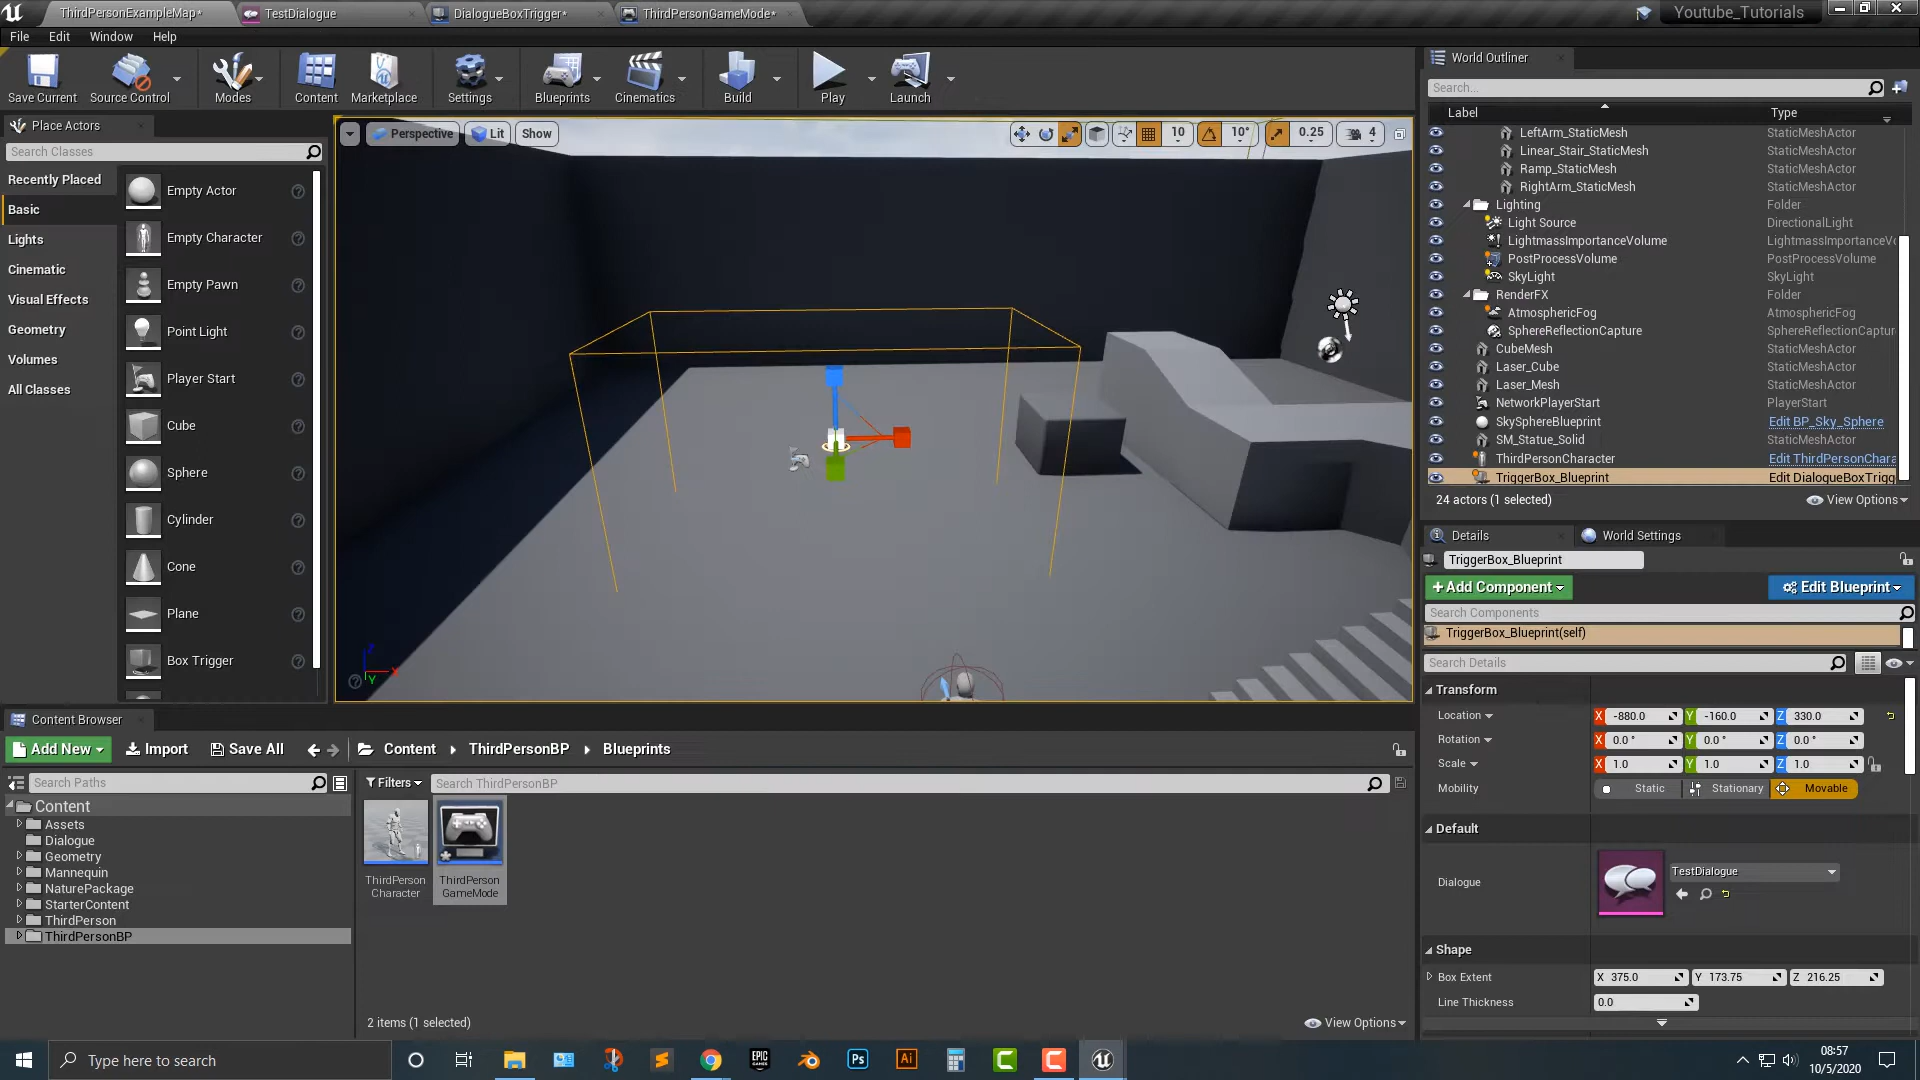 ThirdPersonExampleMap*
TestDialogue
DialogueBoxTrigger*
ThirdPersonGameMode*
Youtube_Tutorials
File Edit Window Help
Save Current
Source Control
Modes
Content
Marketplace
Settings
Blueprints
Cinematics
Build
Play
Launch
Place Actors
Search Classes
Recently Placed
Basic
Lights
Cinematic
Visual Effects
Geometry
Volumes
All Classes
Empty Actor
Empty Character
Empty Pawn
Point Light
Player Start
Cube
Sphere
Cylinder
Cone
Plane
Box Trigger
Perspective Lit Show
10 10° 0.25 4
Z X Y
World Outliner
Search...
Label Type
LeftArm_StaticMesh StaticMeshActor
Linear_Stair_StaticMesh StaticMeshActor
Ramp_StaticMesh StaticMeshActor
RightArm_StaticMesh StaticMeshActor
Lighting Folder
Light Source DirectionalLight
LightmassImportanceVolume LightmassImportanceVo
PostProcessVolume PostProcessVolume
SkyLight SkyLight
RenderFX Folder
AtmosphericFog AtmosphericFog
SphereReflectionCapture SphereReflectionCaptur
CubeMesh StaticMeshActor
Laser_Cube StaticMeshActor
Laser_Mesh StaticMeshActor
NetworkPlayerStart PlayerStart
SkySphereBlueprint Edit BP_Sky_Sphere
SM_Statue_Solid StaticMeshActor
ThirdPersonCharacter Edit ThirdPersonChara
TriggerBox_Blueprint Edit DialogueBoxTrigg
24 actors (1 selected) View Options
Details
World Settings
TriggerBox_Blueprint
+ Add Component
Edit Blueprint
Search Components
TriggerBox_Blueprint(self)
Search Details
Transform
Location X -880.0 Y -160.0 Z 330.0
Rotation X 0.0 ° Y 0.0 ° Z 0.0 °
Scale X 1.0 Y 1.0 Z 1.0
Mobility Static Stationary Movable
Default
Dialogue TestDialogue
Shape
Box Extent X 375.0 Y 173.75 Z 216.25
Line Thickness 0.0
Content Browser
Add New Import Save All Content ThirdPersonBP Blueprints
Search Paths
Filters Search ThirdPersonBP
Content
Assets
Dialogue
Geometry
Mannequin
NaturePackage
StarterContent
ThirdPerson
ThirdPersonBP
ThirdPerson
Character
ThirdPerson
GameMode
2 items (1 selected) View Options
Type here to search
EPIC GAMES
Ps
Ai
08:57
10/5/2020